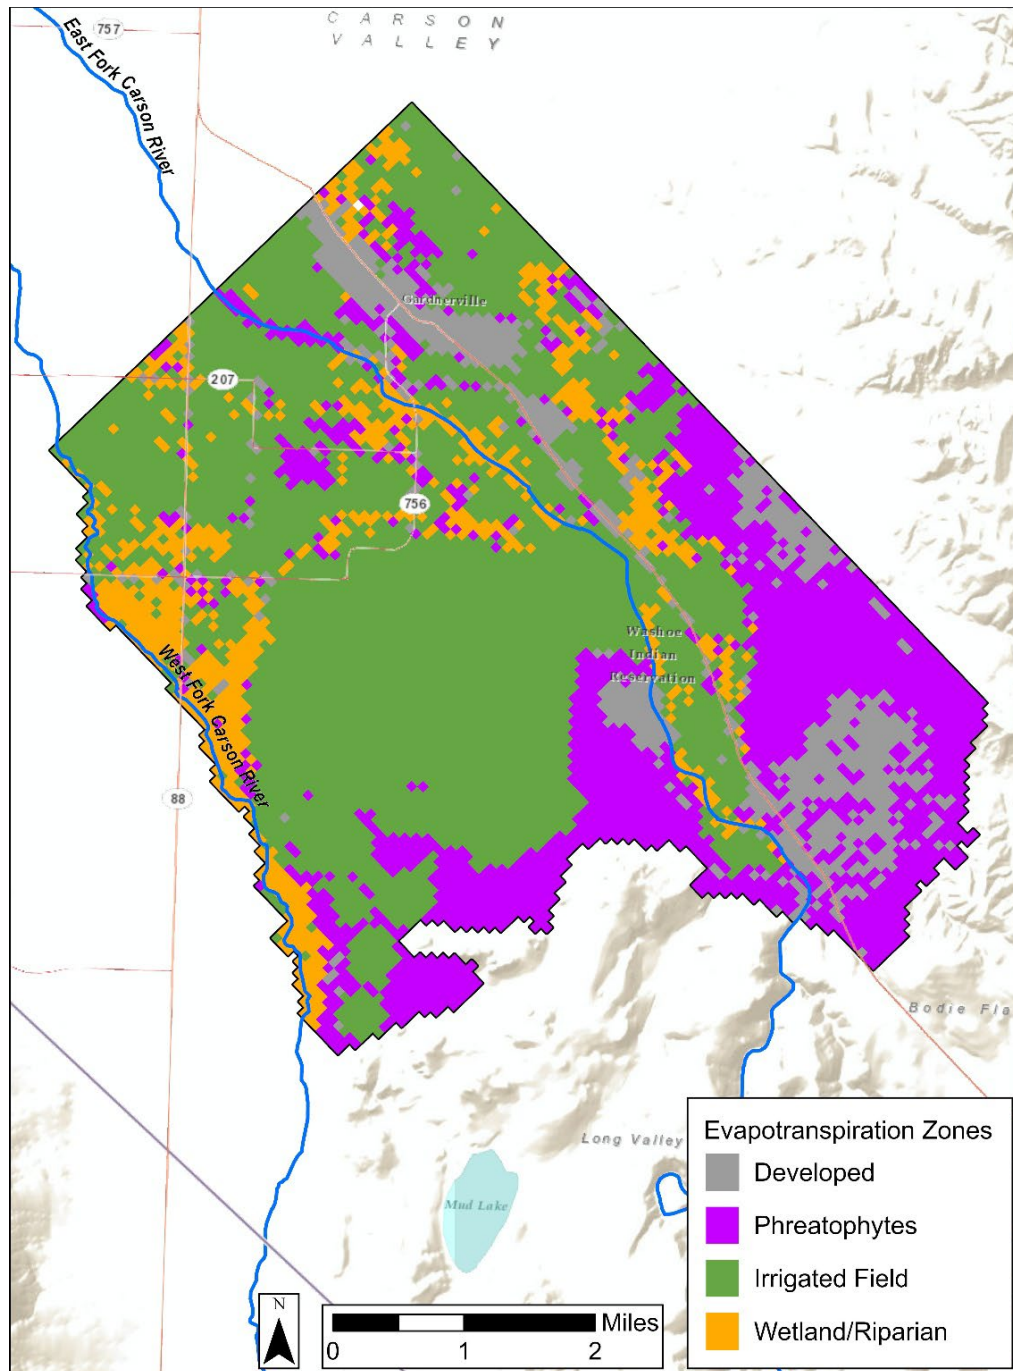 C A R S O N
V A L L E Y
757
East Fork Carson River
Gardnerville
207
756
Washoe
Indian
Reservation
West Fork Carson River
88
Bodie Fla
Long Valley
Mud Lake
Evapotranspiration Zones
Developed
Phreatophytes
Irrigated Field
Wetland/Riparian
N
Miles
0 1 2